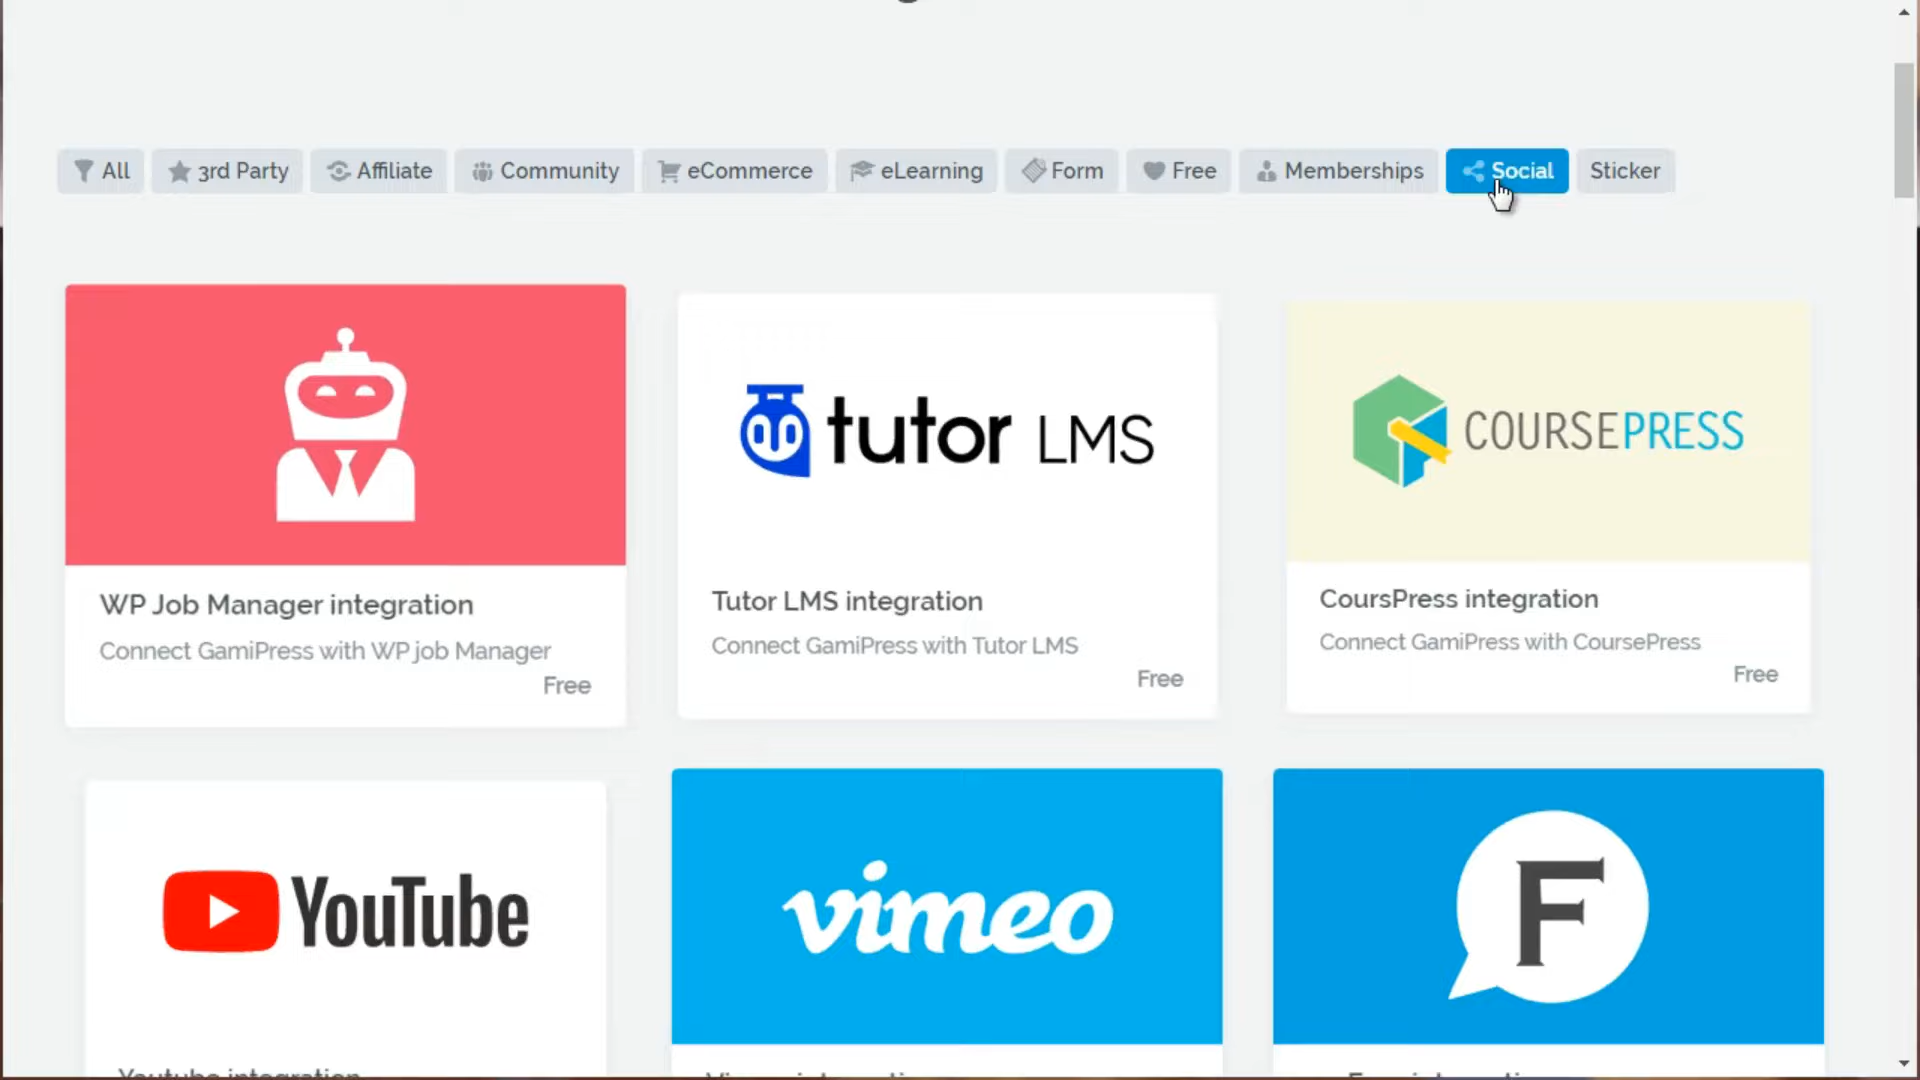 All 3rd Party Affiliate Community eCommerce eLearning Form Free Memberships Social Sticker
tutor LMS
COURSEPRESS
WP Job Manager integration
Connect GamiPress with WP job Manager
Free
Tutor LMS integration
Connect GamiPress with Tutor LMS
Free
CoursPress integration
Connect GamiPress with CoursePress
Free
YouTube
vimeo
F
Youtube integration